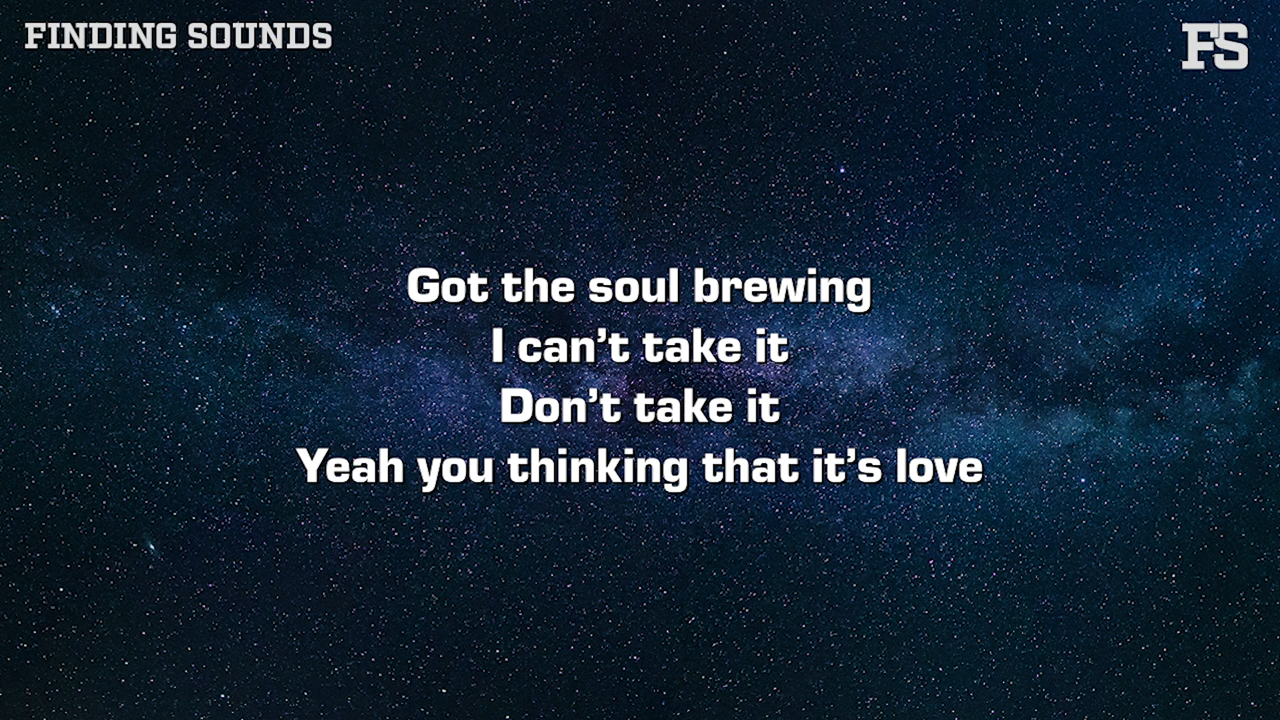 FINDING SOUNDS
FS
Got the soul brewing
I can’t take it
Don’t take it
Yeah you thinking that it’s love